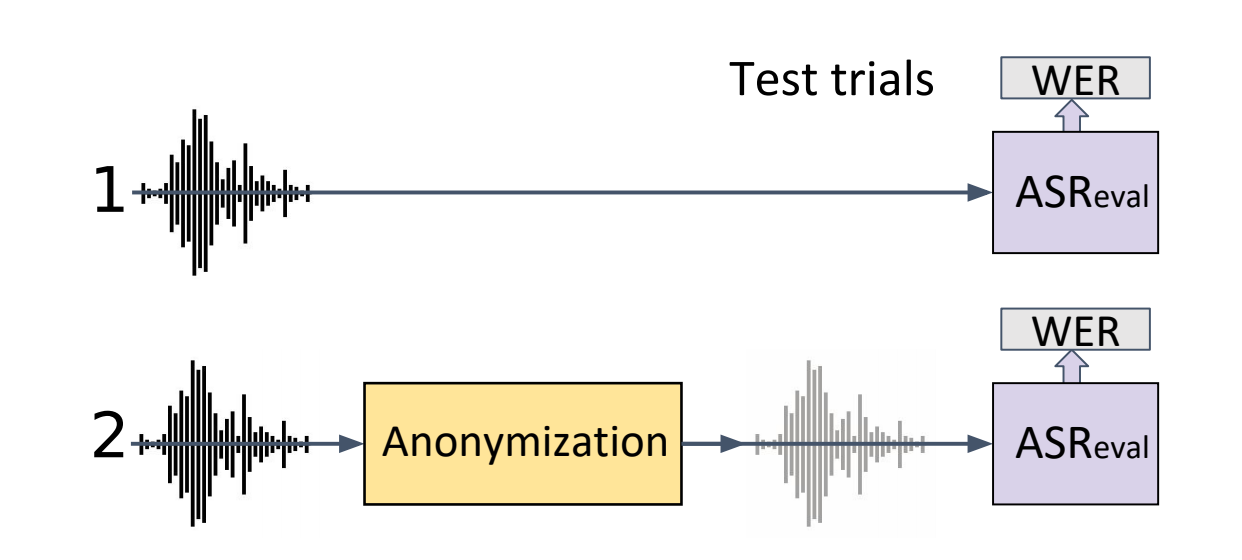 Test trials
WER
1
ASReval
WER
2
Anonymization
ASReval